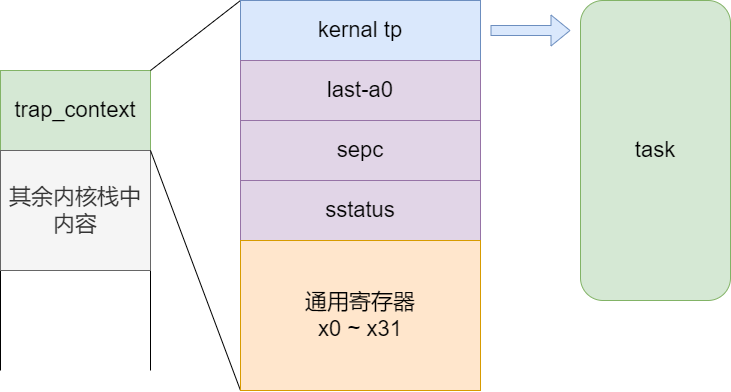 kernal tp
last-a0
trap_context
sepc
task
其余内核栈中
内容
sstatus
通用寄存器
x0 ~ x31